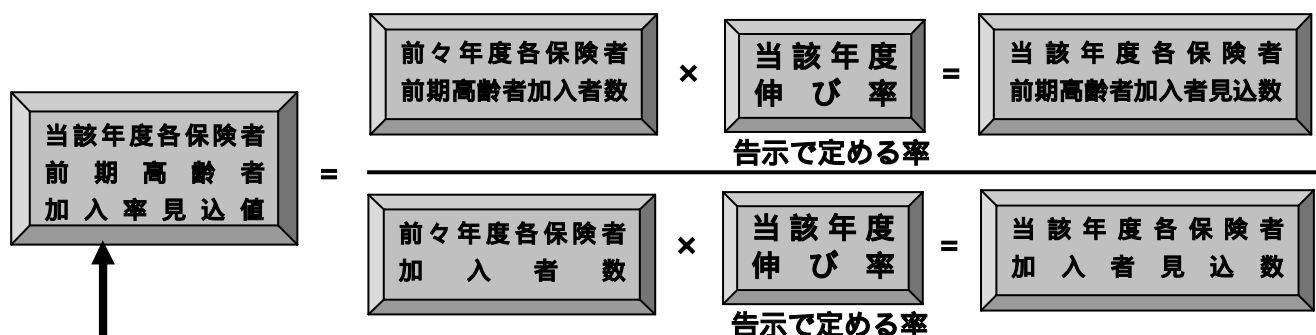 前々年度各保険者
前期高齢者加入者数
×
当該年度
伸び率
=
当該年度各保険者
前期高齢者加入者見込数
告示で定める率
当該年度各保険者
前期高齢者
加入率見込値
=
前々年度各保険者
加入者数
×
当該年度
伸び率
=
当該年度各保険者
加入者見込数
告示で定める率